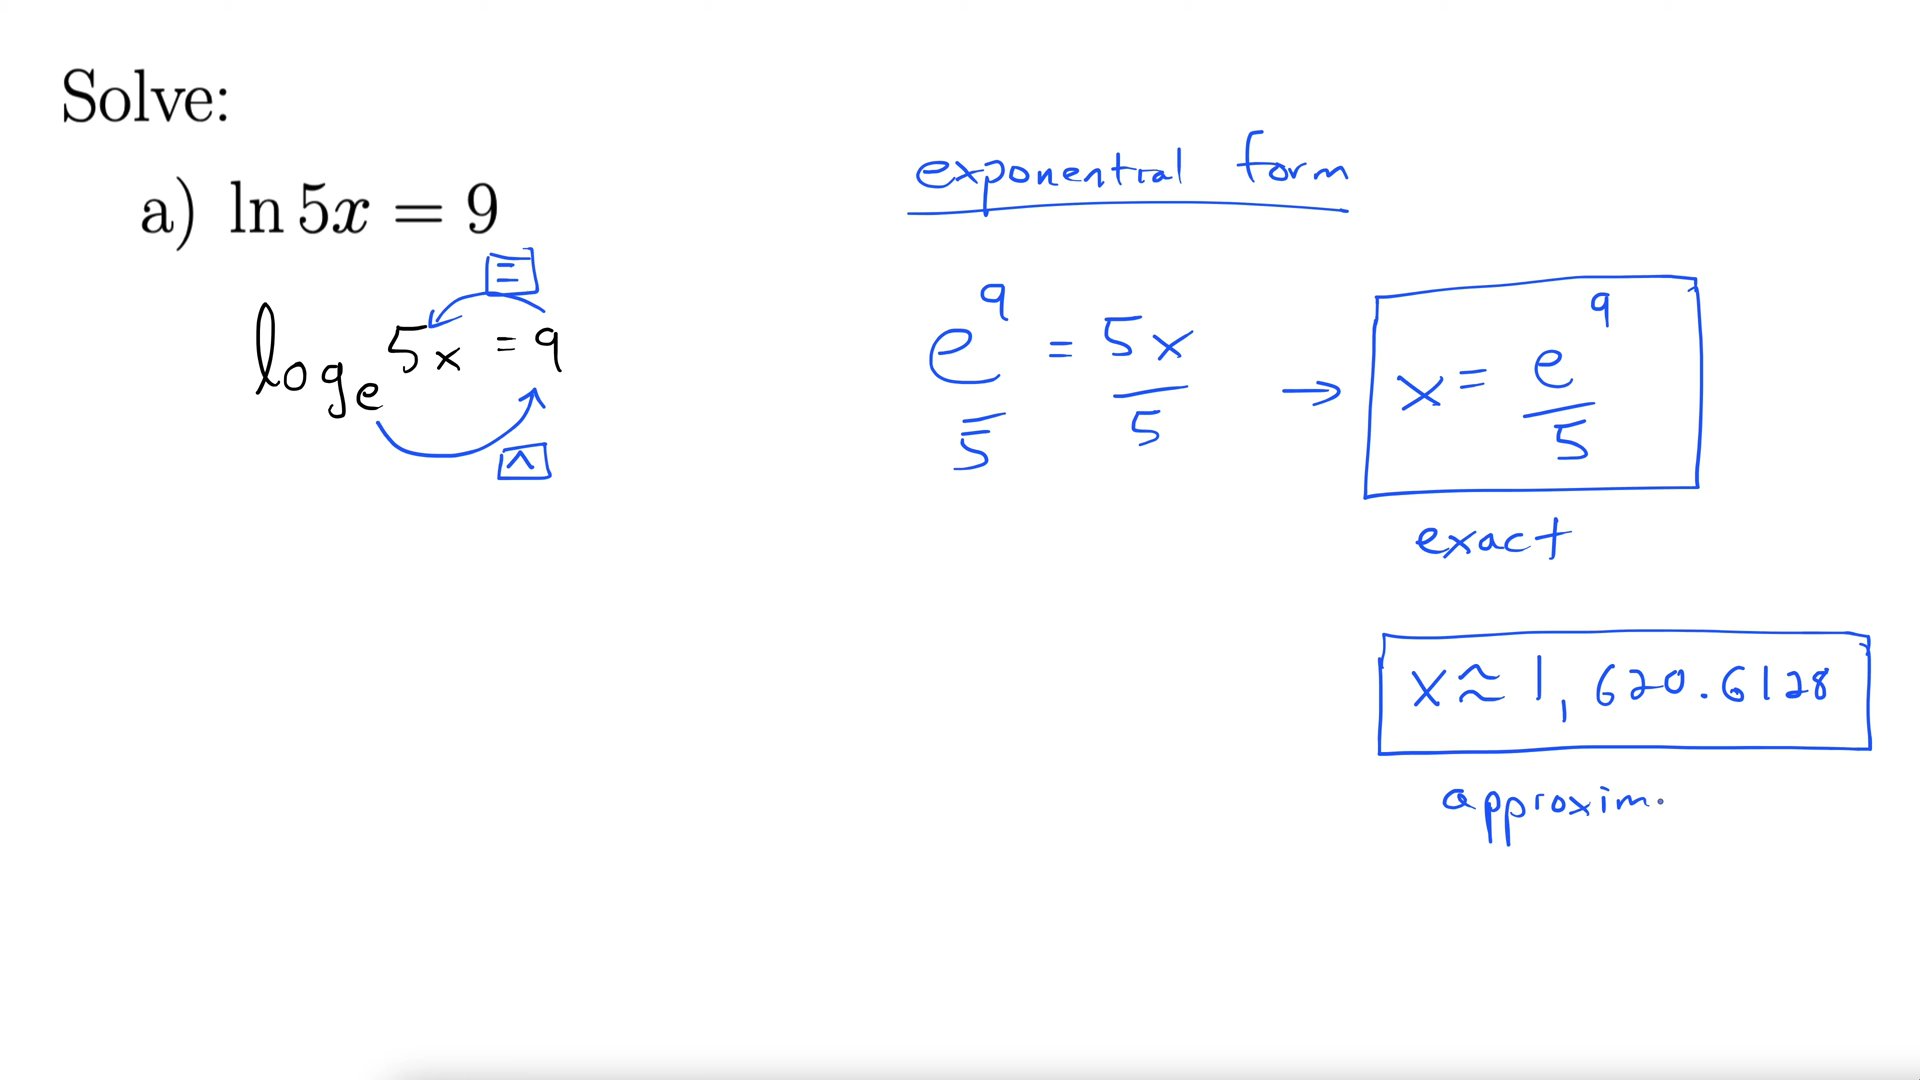 Solve:
a) ln 5x = 9
=
logₑ 5x = 9
^
exponential form
e⁹/5 = 5x/5 → x = e⁹/5
exact
x ≈ 1,620.6128
approxim